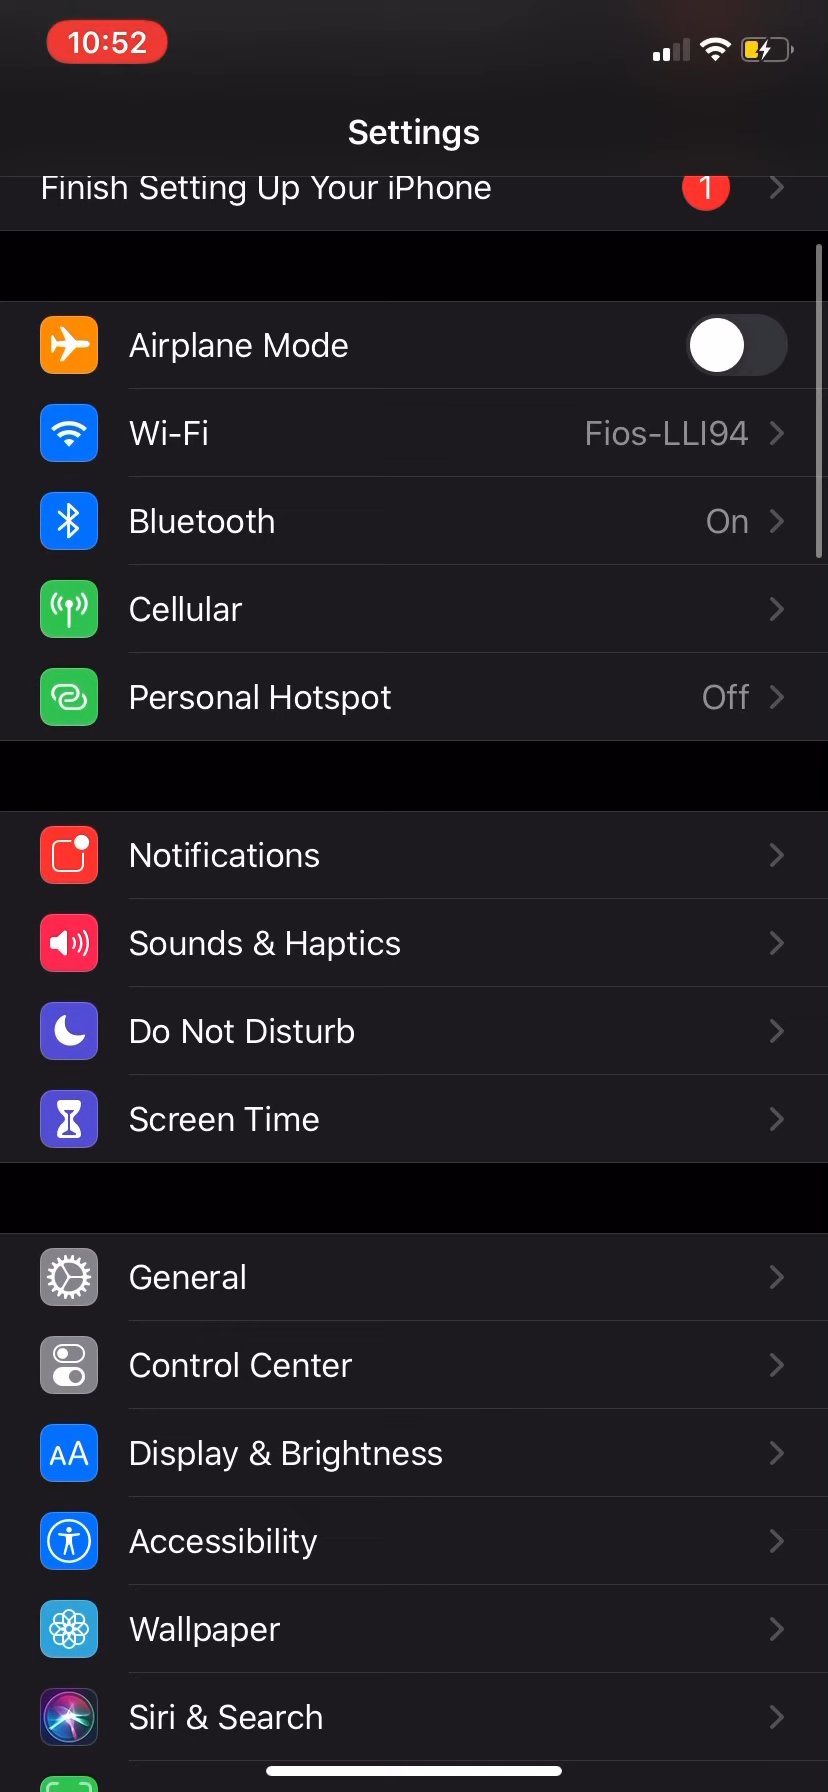 10:52
Settings
Finish Setting Up Your iPhone 1
Airplane Mode
Wi-Fi Fios-LLI94
Bluetooth On
Cellular
Personal Hotspot Off
Notifications
Sounds & Haptics
Do Not Disturb
Screen Time
General
Control Center
AA Display & Brightness
Accessibility
Wallpaper
Siri & Search